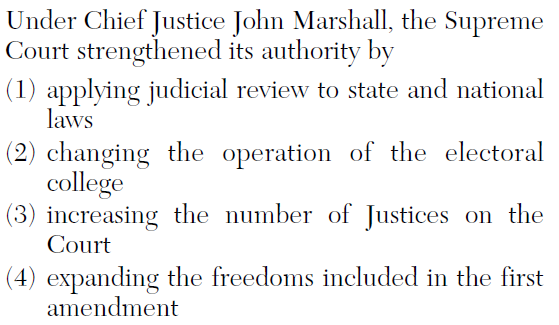 Under Chief Justice John Marshall, the Supreme
Court strengthened its authority by
(1) applying judicial review to state and national
laws
(2) changing the operation of the electoral
college
(3) increasing the number of Justices on the
Court
(4) expanding the freedoms included in the first
amendment